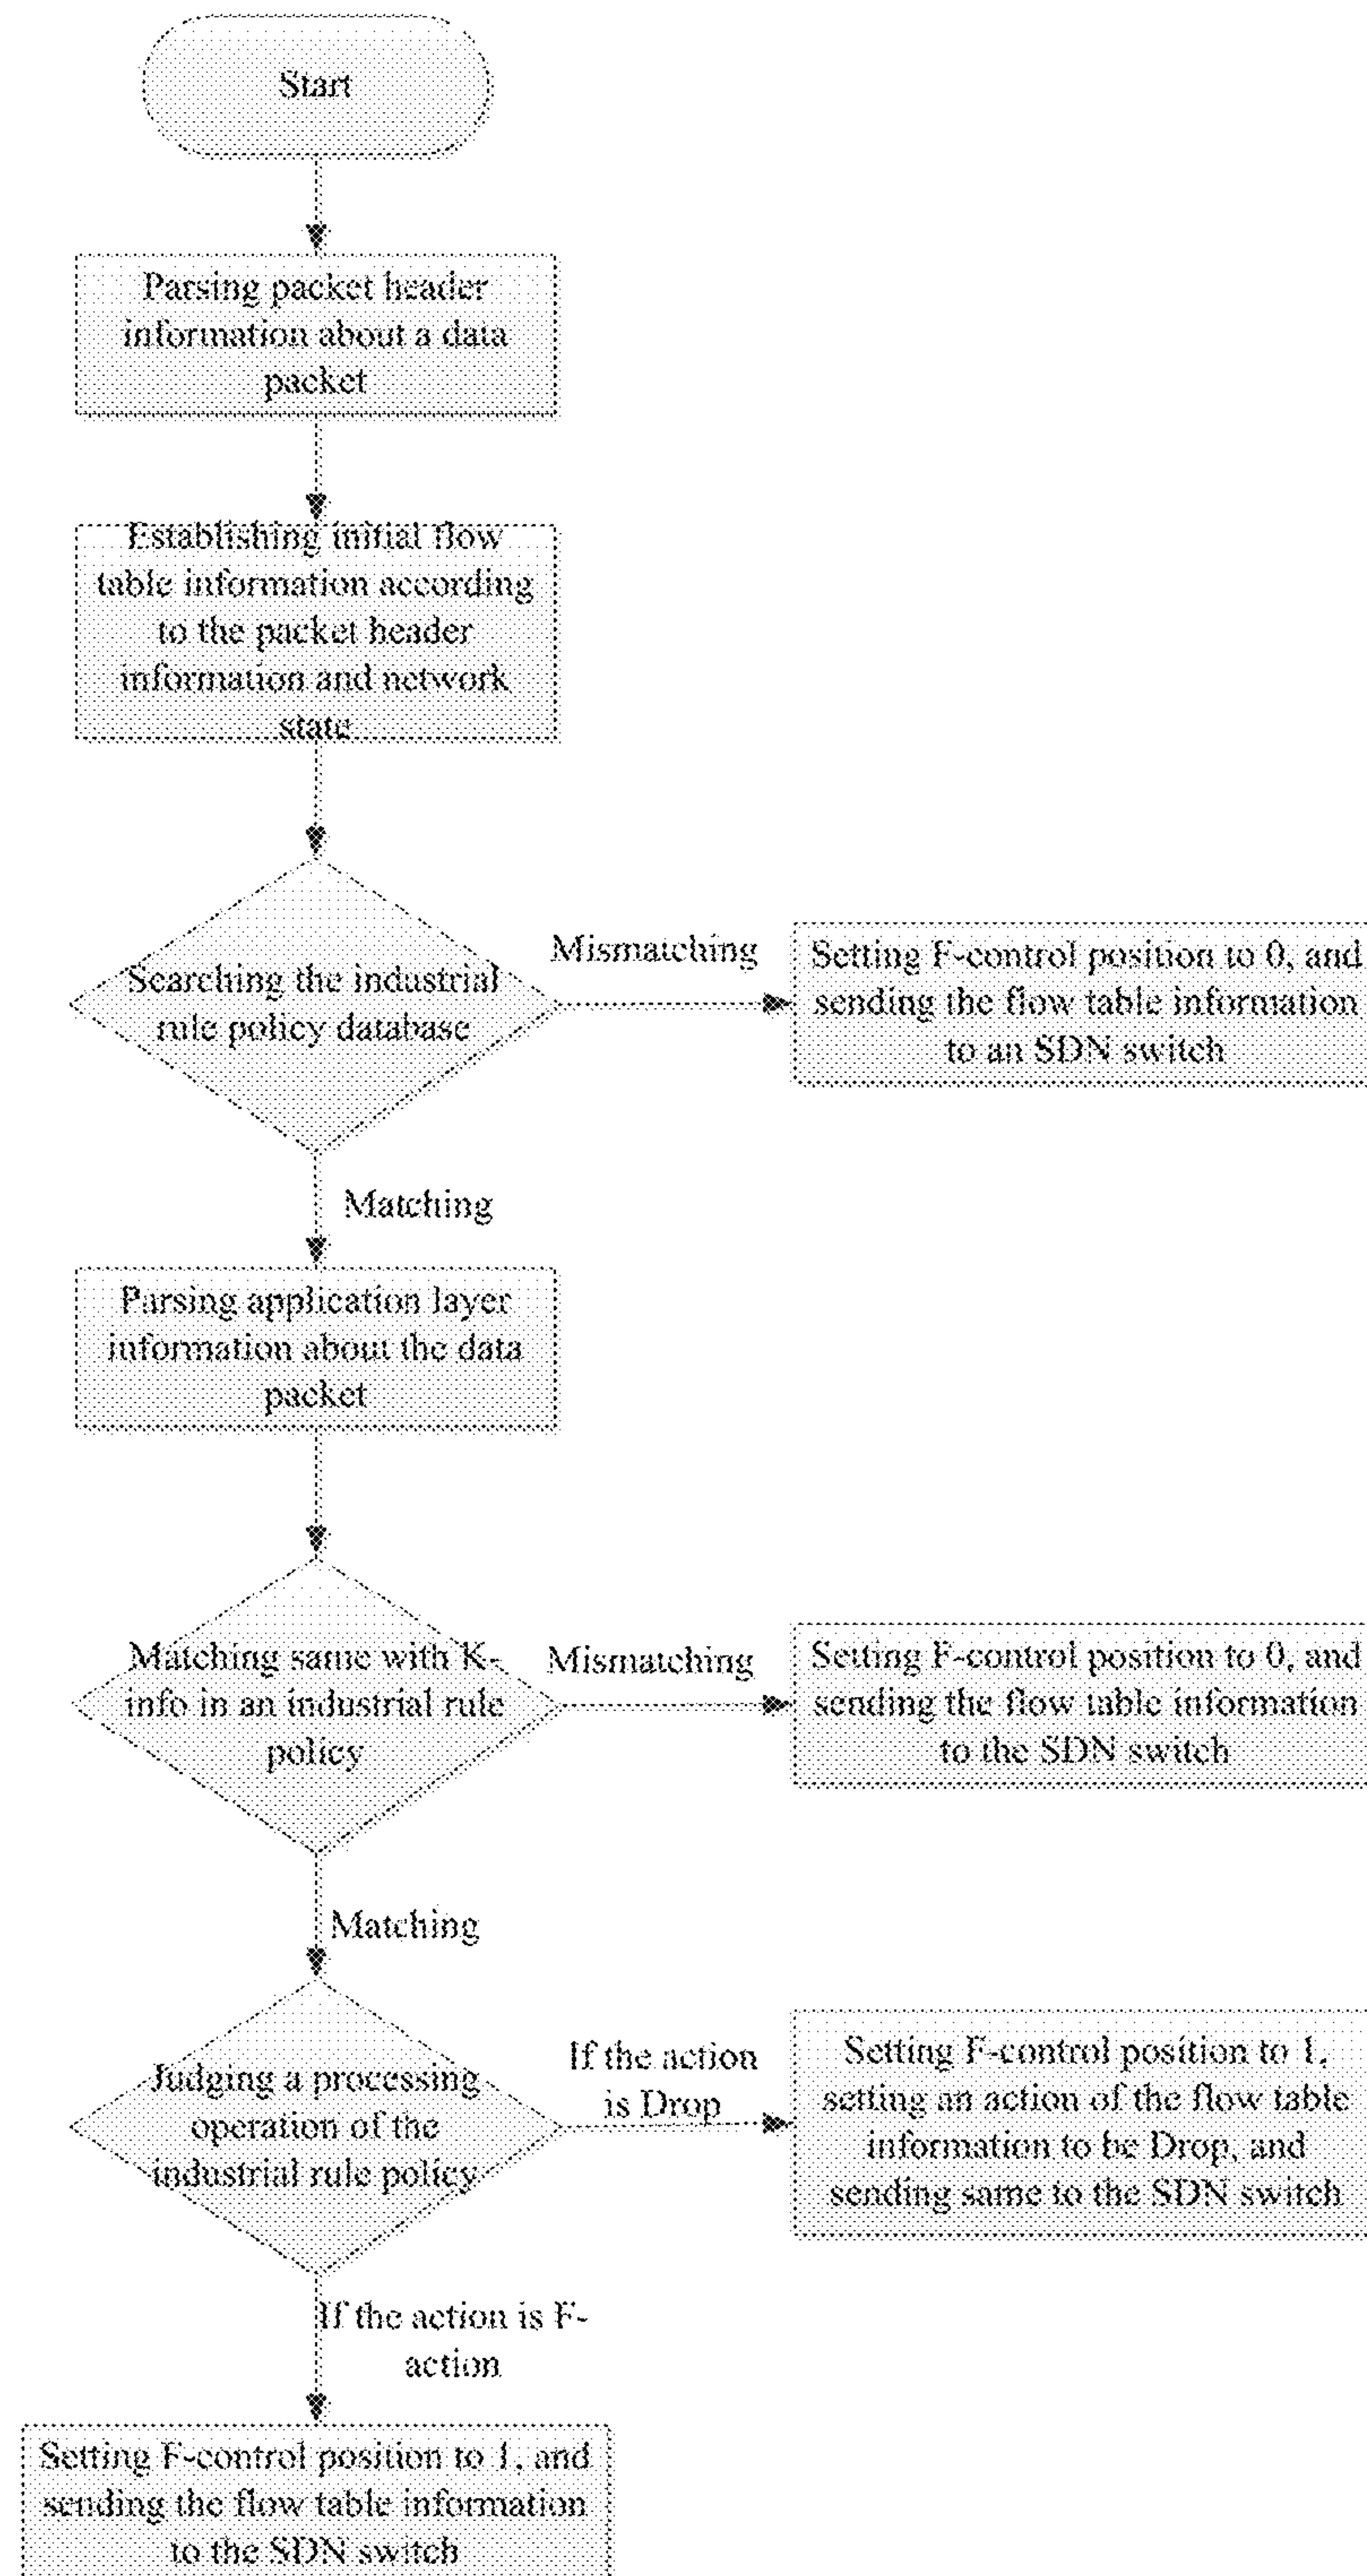 Start
Parsing packet header
information about a data
packet
Establishing initial flow
table information according
to the packet header
information and network
state
Searching the industrial
rule policy database
Mismatching
Setting F-control position to 0, and
sending the flow table information
to an SDN switch
Matching
Parsing application layer
information about the data
packet
Matching same with K-
info in an industrial rule
policy
Mismatching
Setting F-control position to 0, and
sending the flow table information
to the SDN switch
Matching
Judging a processing
operation of the
industrial rule policy
If the action
is Drop
Setting F-control position to 1,
setting an action of the flow table
information to be Drop, and
sending same to the SDN switch
If the action is F-
action
Setting F-control position to 1, and
sending the flow table information
to the SDN switch